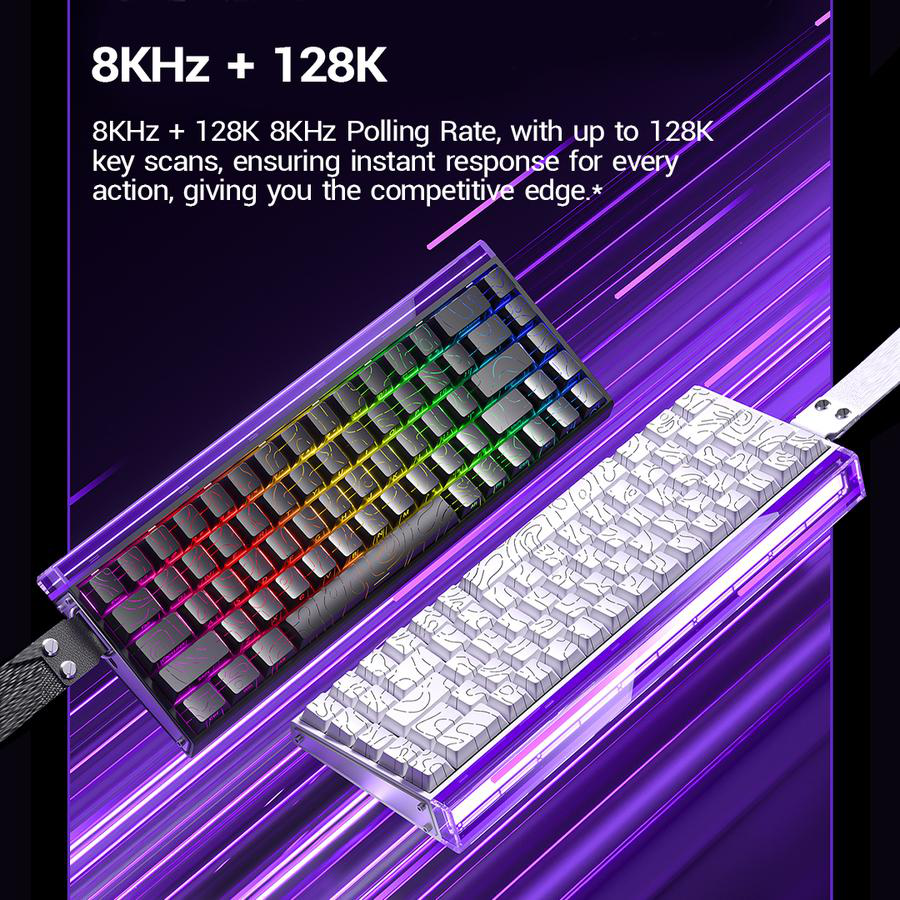 8KHz + 128K
8KHz + 128K 8KHz Polling Rate, with up to 128K
key scans, ensuring instant response for every
action, giving you the competitive edge.*